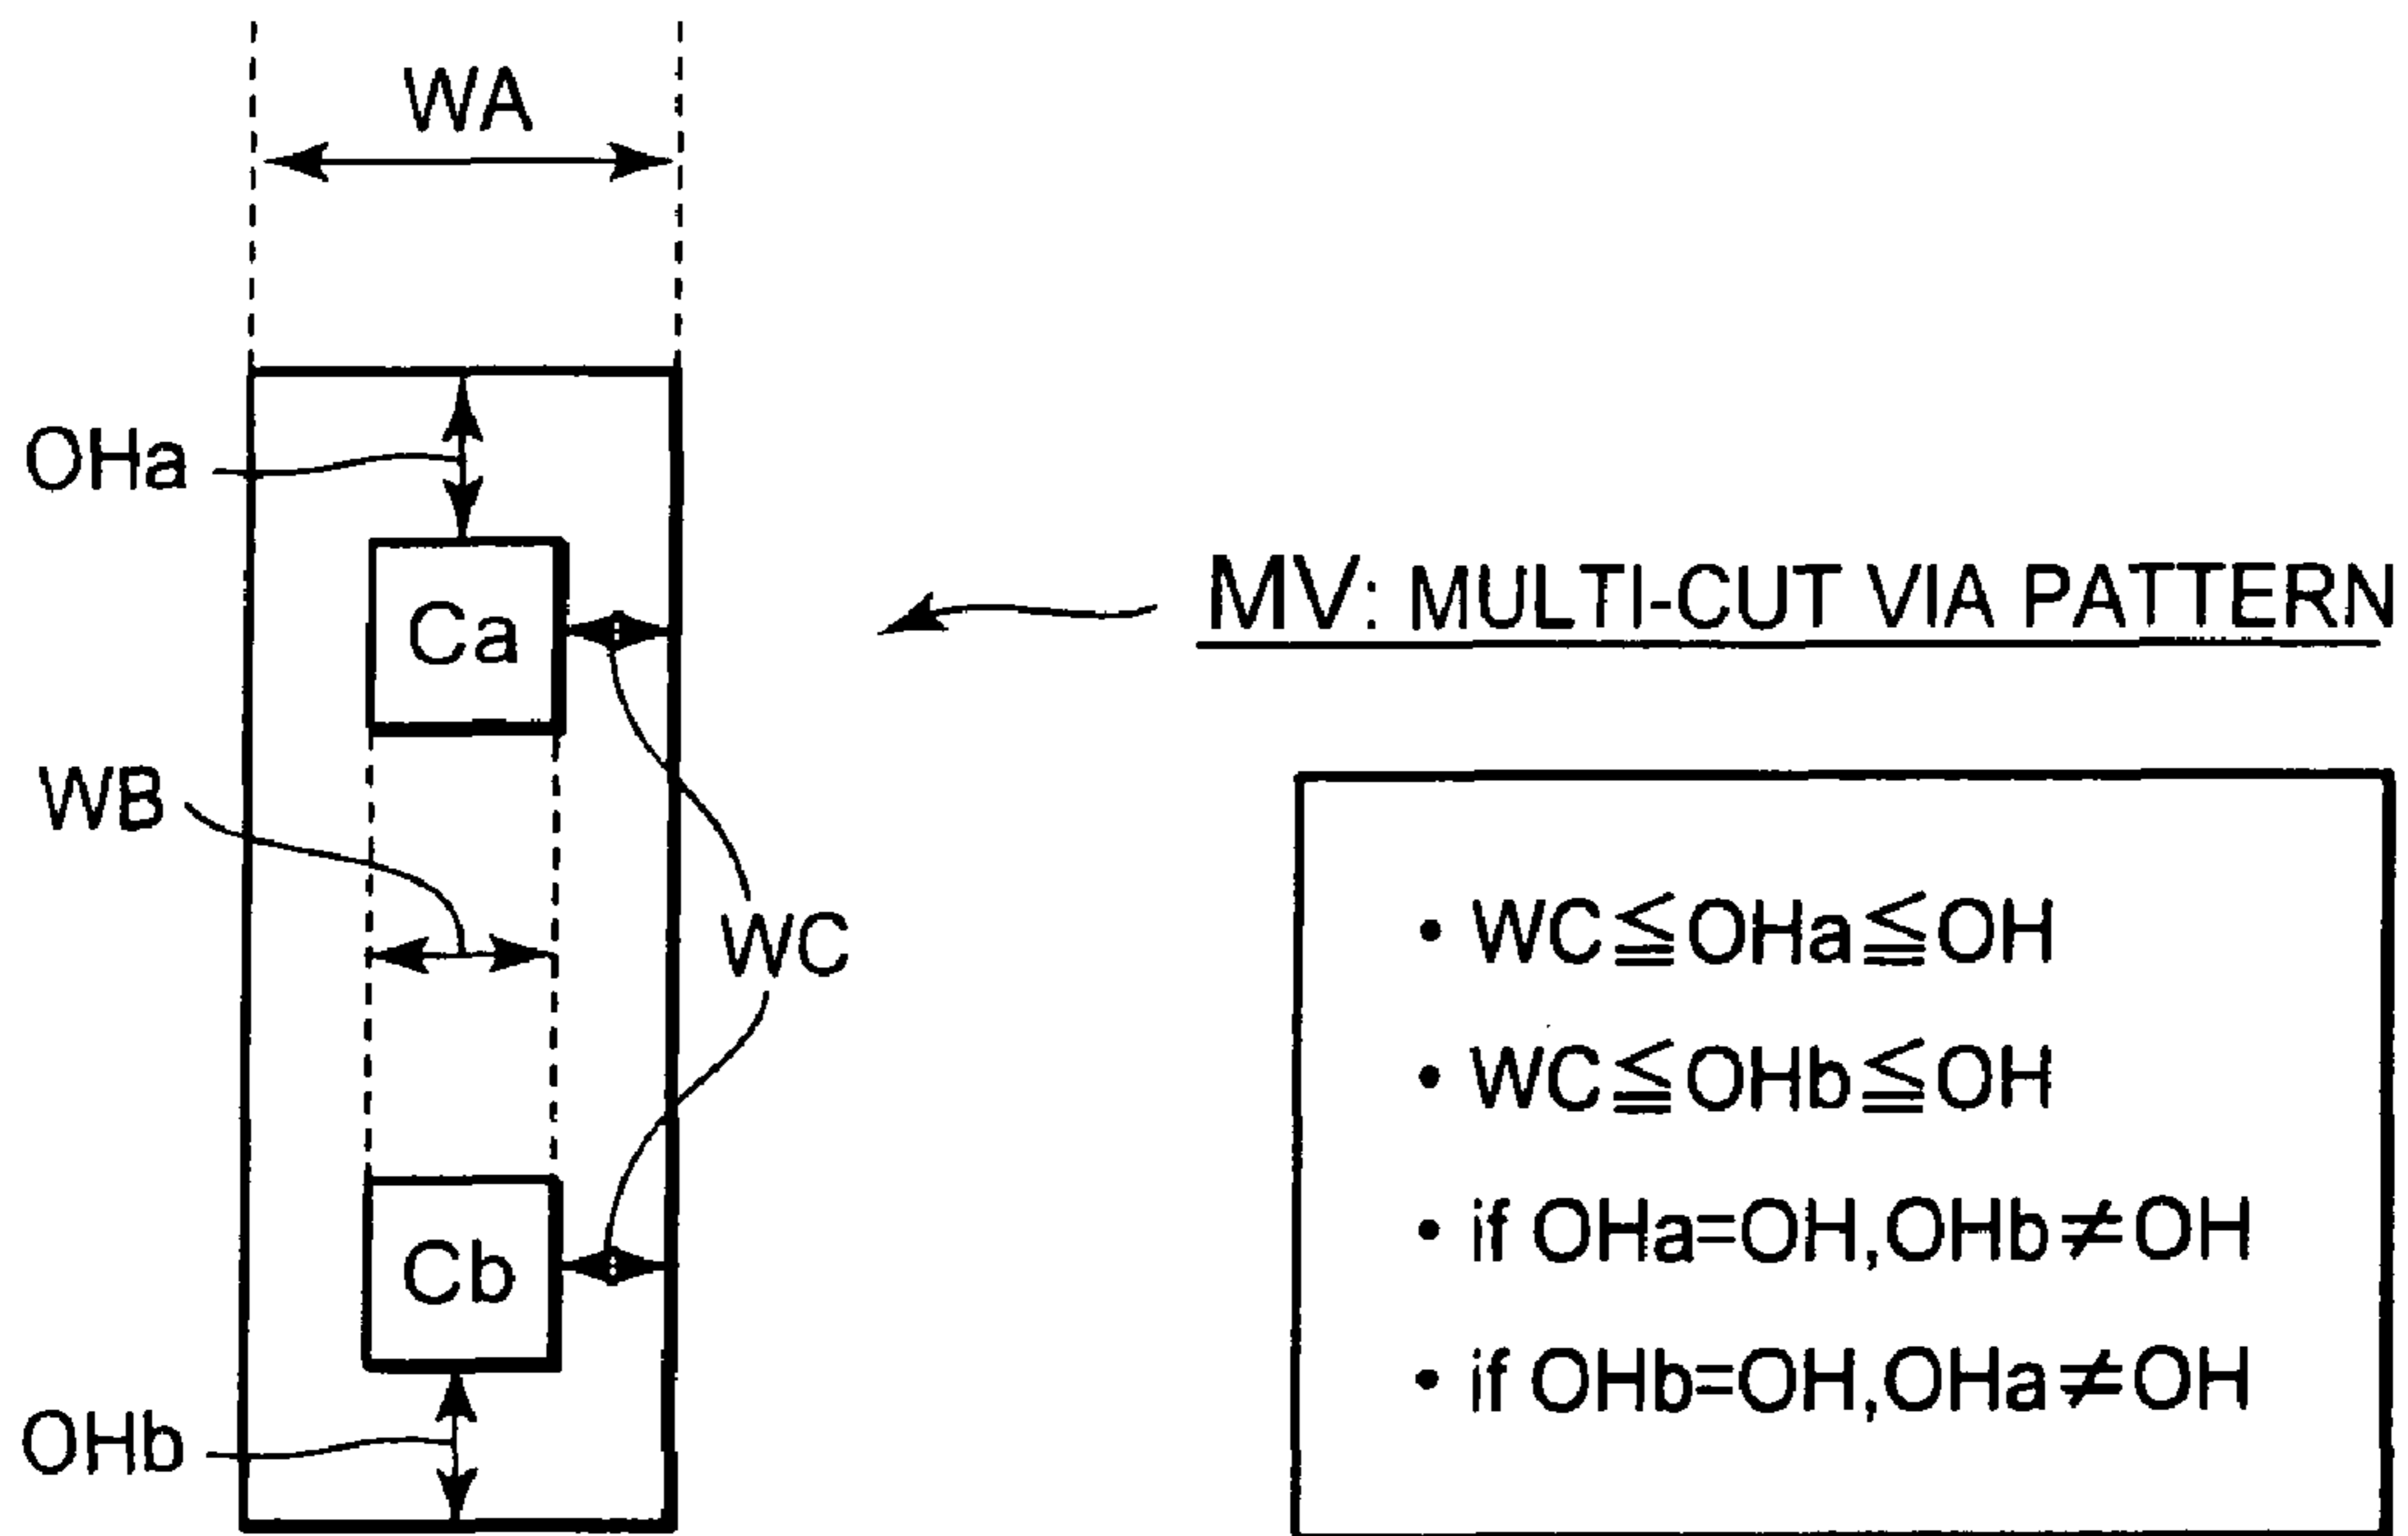 WA
OHa
Ca
MV: MULTI-CUT VIA PATTERN
WB
WC
Cb
OHb
• WC≦OHa≦OH
• WC≦OHb≦OH
• if OHa=OH,OHb≠OH
• if OHb=OH,OHa≠OH